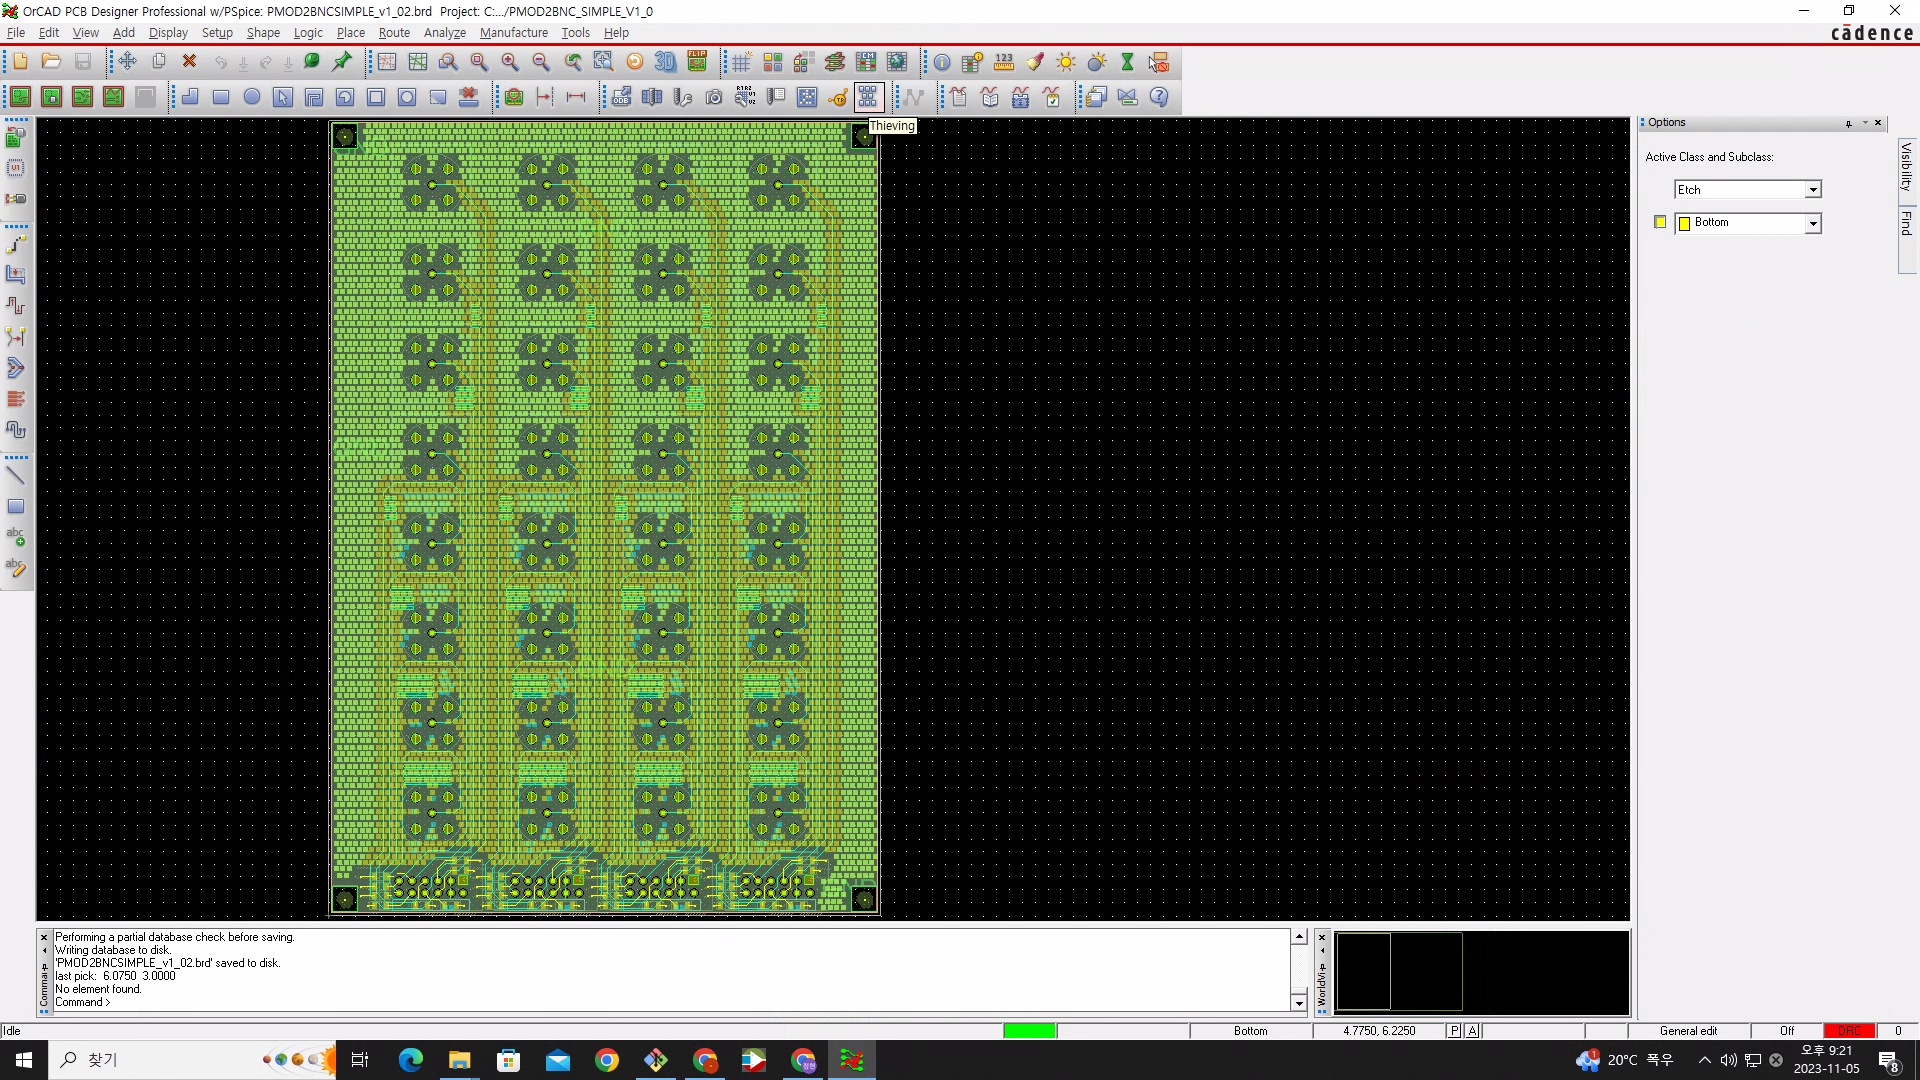 OrCAD PCB Designer Professional w/PSpice: PMOD2BNCSIMPLE_v1_02.brd  Project: C:.../PMOD2BNC_SIMPLE_V1_0
File Edit View Add Display Setup Shape Logic Place Route Analyze Manufacture Tools Help
cādence
Thieving
Options
Active Class and Subclass:
Etch
Bottom
Visibility
Find
Performing a partial database check before saving.
Writing database to disk.
'PMOD2BNCSIMPLE_v1_02.brd' saved to disk.
last pick:  6.0750  3.0000
No element found.
Command >
Idle
Bottom
4.7750, 6.2250
P
A
General edit
Off
DRC
0
찾기
20°C 폭우
오후 9:21
2023-11-05
8